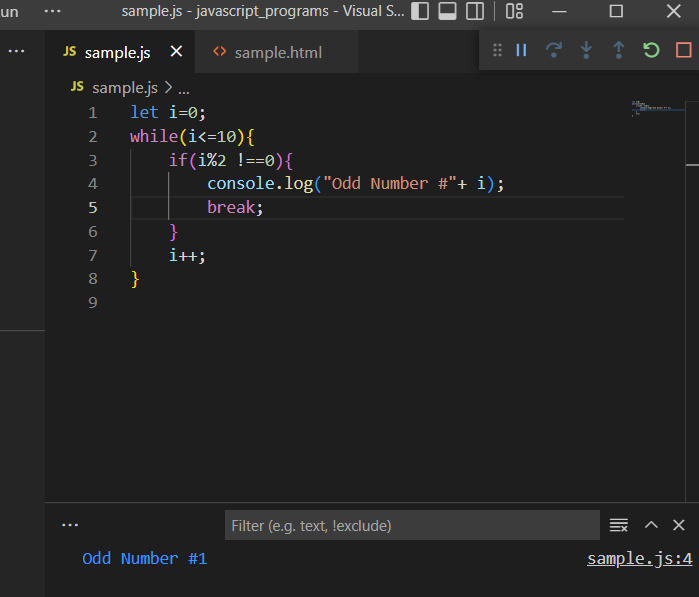 un ··· sample.js - javascript_programs - Visual S...
··· JS sample.js × <> sample.html
JS sample.js > ...
1 let i=0;
2 while(i<=10){
3 if(i%2 !==0){
4 console.log("Odd Number #"+ i);
5 break;
6 }
7 i++;
8 }
9
··· Filter (e.g. text, !exclude)
Odd Number #1 sample.js:4